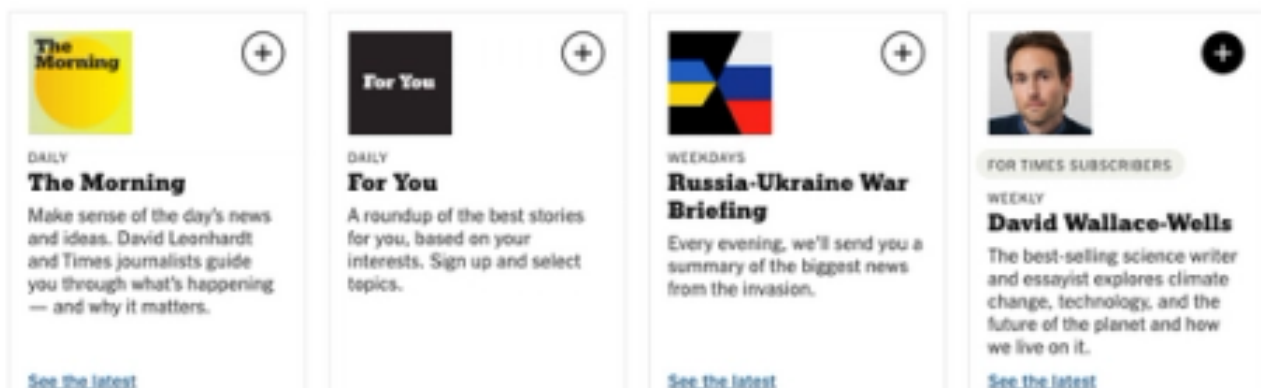 The
Morning
DAILY
The Morning
Make sense of the day's news
and ideas. David Leonhardt
and Times journalists guide
you through what's happening
— and why it matters.
See the latest
For You
DAILY
For You
A roundup of the best stories
for you, based on your
interests. Sign up and select
topics.
WEEKDAYS
Russia-Ukraine War
Briefing
Every evening, we'll send you a
summary of the biggest news
from the invasion.
See the latest
FOR TIMES SUBSCRIBERS
WEEKLY
David Wallace-Wells
The best-selling science writer
and essayist explores climate
change, technology, and the
future of the planet and how
we live on it.
See the latest